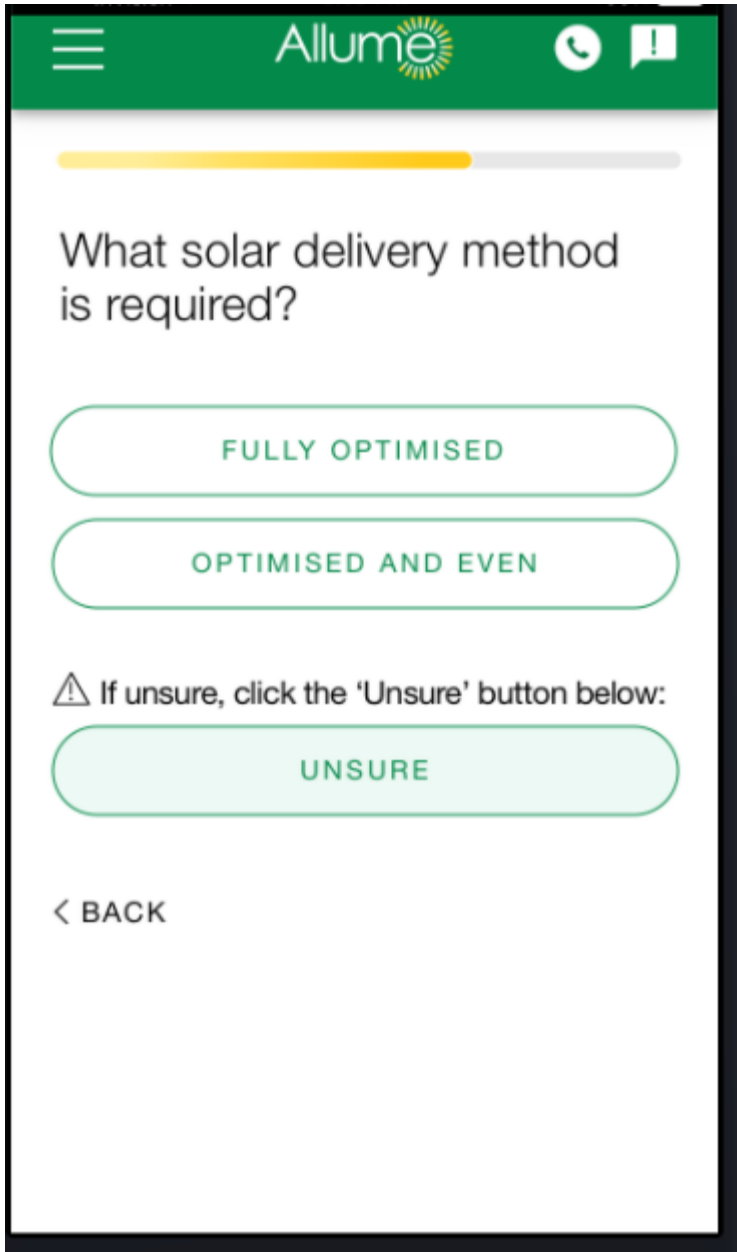 Allume
What solar delivery method
is required?
FULLY OPTIMISED
OPTIMISED AND EVEN
⚠ If unsure, click the ‘Unsure’ button below:
UNSURE
< BACK